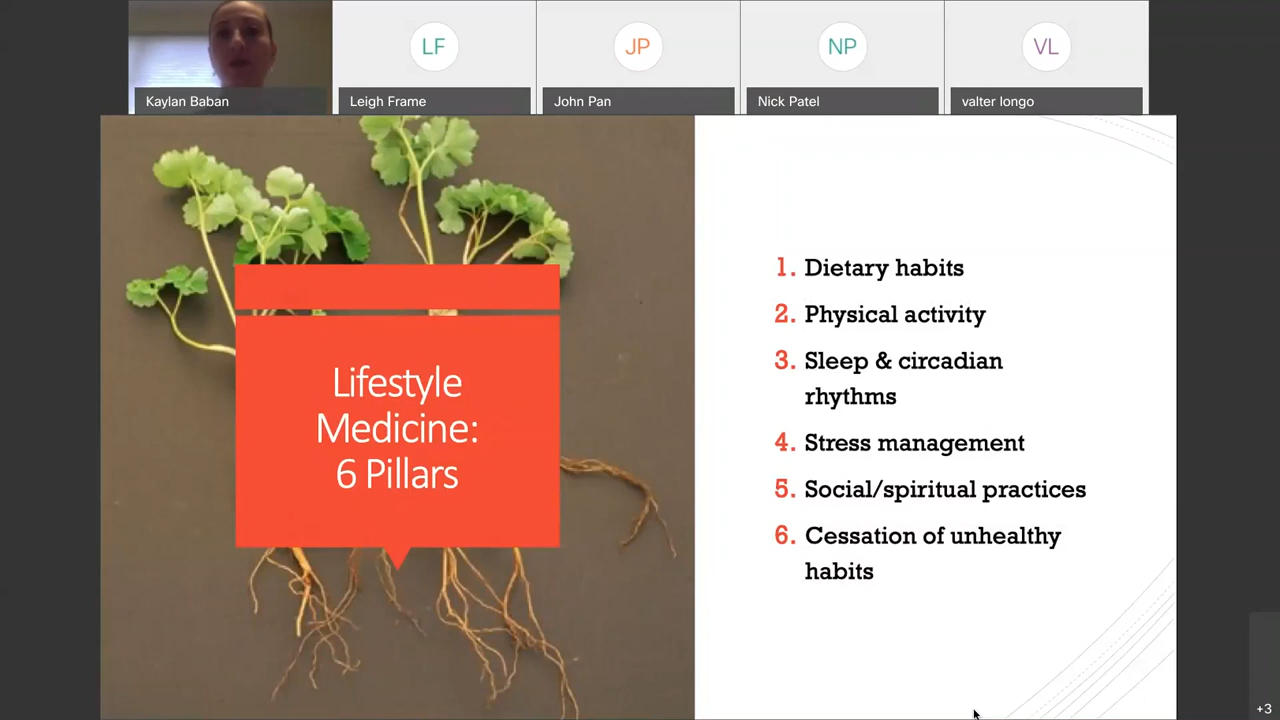 LF
JP
NP
VL
Kaylan Baban
Leigh Frame
John Pan
Nick Patel
valter longo
Lifestyle
Medicine:
6 Pillars
1. Dietary habits
2. Physical activity
3. Sleep & circadian
rhythms
4. Stress management
5. Social/spiritual practices
6. Cessation of unhealthy
habits
+3